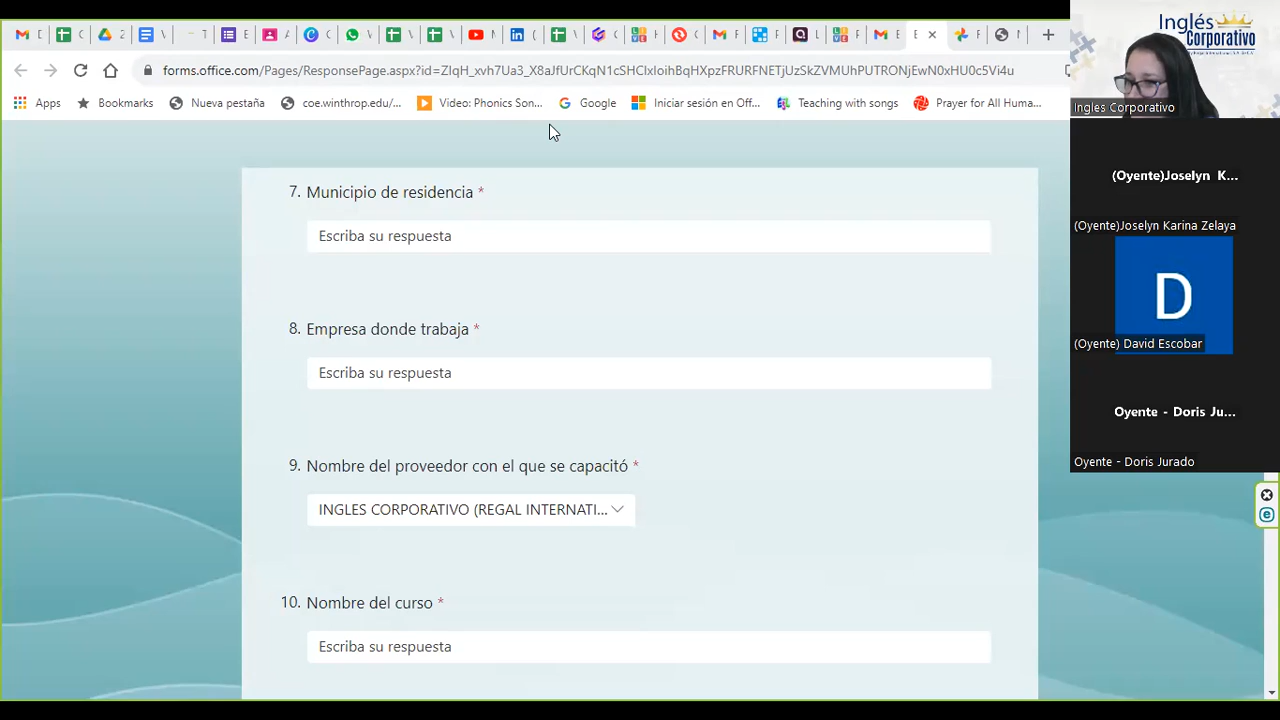 forms.office.com/Pages/ResponsePage.aspx?id=ZIqH_xvh7Ua3_X8aJfUrCKqN1cSHClxIoihBqHXpzFRURFNETjUzSkZVMUhPUTRONjEwN0xHU0c5Vi4u
Apps Bookmarks Nueva pestaña coe.winthrop.edu/... Video: Phonics Son... Google Iniciar sesión en Off... Teaching with songs Prayer for All Huma...
7. Municipio de residencia *
Escriba su respuesta
8. Empresa donde trabaja *
Escriba su respuesta
9. Nombre del proveedor con el que se capacitó *
INGLES CORPORATIVO (REGAL INTERNATI...
10. Nombre del curso *
Escriba su respuesta
Inglés
Corporativo
Ingles Corporativo
(Oyente)Joselyn K...
(Oyente)Joselyn Karina Zelaya
D
(Oyente) David Escobar
Oyente - Doris Ju...
Oyente - Doris Jurado